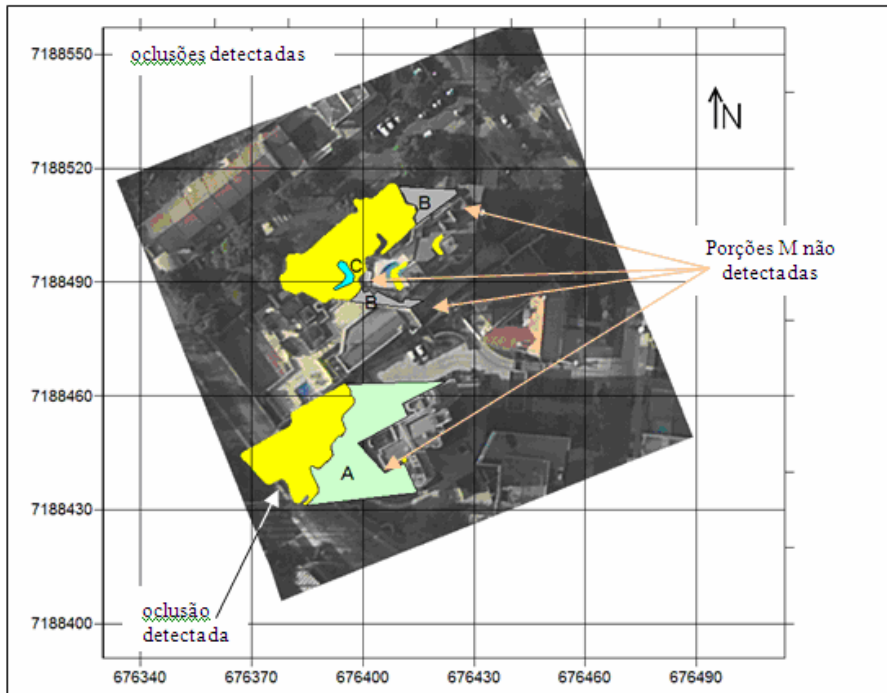 oclusões detectadas
7188550
N
7188520
B
Porções M não
detectadas
C
7188490
B
7188460
A
7188430
oclusão
detectada
7188400
676340 676370 676400 676430 676460 676490